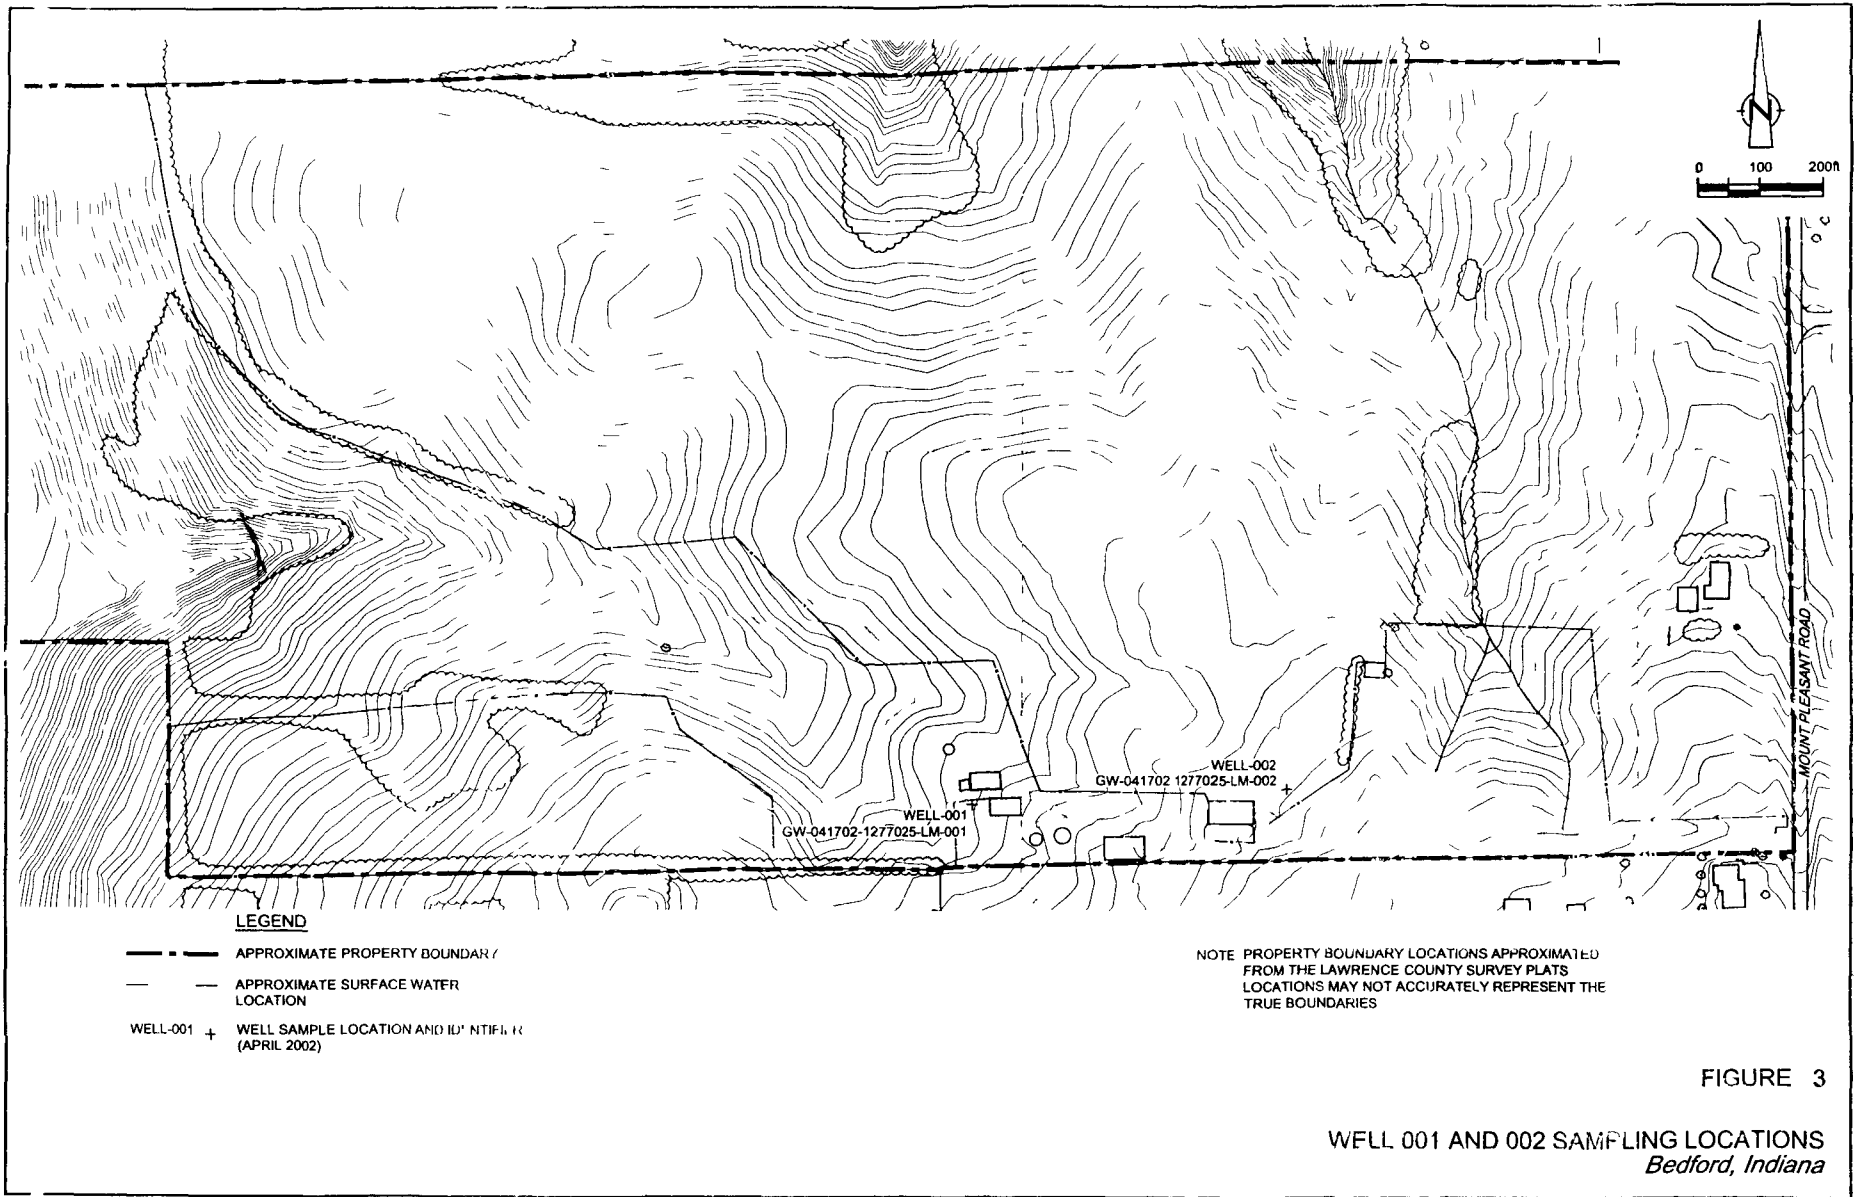 N
0 100 200ft
MOUNT PLEASANT ROAD
WELL-002
GW-041702 1277025-LM-002
WELL-001
GW-041702-1277025-LM-001
LEGEND
APPROXIMATE PROPERTY BOUNDARY
APPROXIMATE SURFACE WATER
LOCATION
WELL-001 + WELL SAMPLE LOCATION AND
(APRIL 2002)
NOTE PROPERTY BOUNDARY LOCATIONS APPROXIMATED
FROM THE LAWRENCE COUNTY SURVEY PLATS
LOCATIONS MAY NOT ACCURATELY REPRESENT THE
TRUE BOUNDARIES
FIGURE 3
WELL 001 AND 002 SAMPLING LOCATIONS
Bedford, Indiana